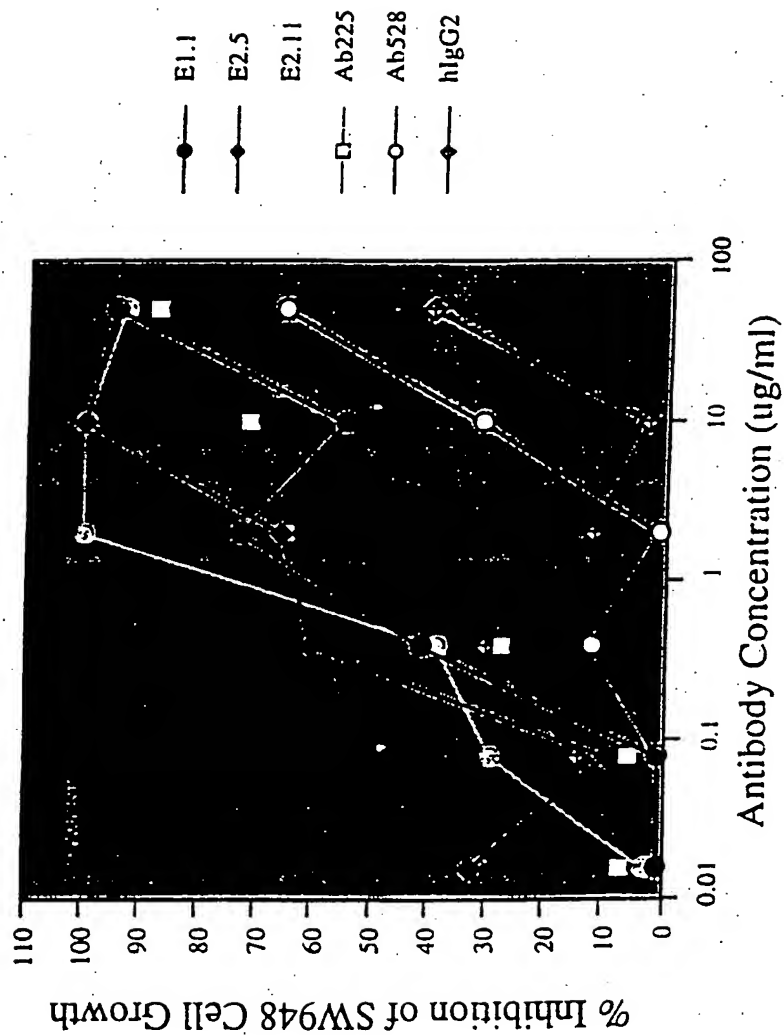 % Inhibition of SW948 Cell Growth
110
100
90
80
70
60
50
40
30
20
10
0
0.01
0.1
1
10
100
Antibody Concentration (ug/ml)
E1.1
E2.5
E2.11
Ab225
Ab528
hIgG2